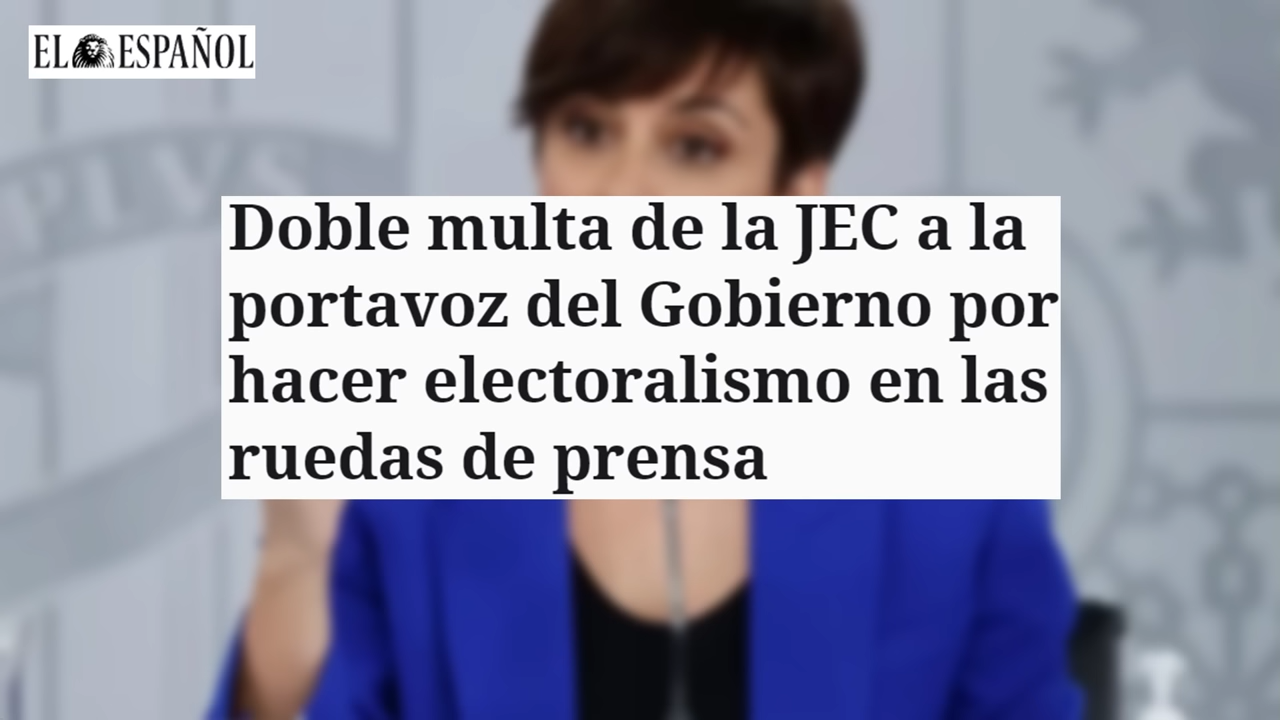 EL ESPAÑOL
Doble multa de la JEC a la
portavoz del Gobierno por
hacer electoralismo en las
ruedas de prensa
PLVS